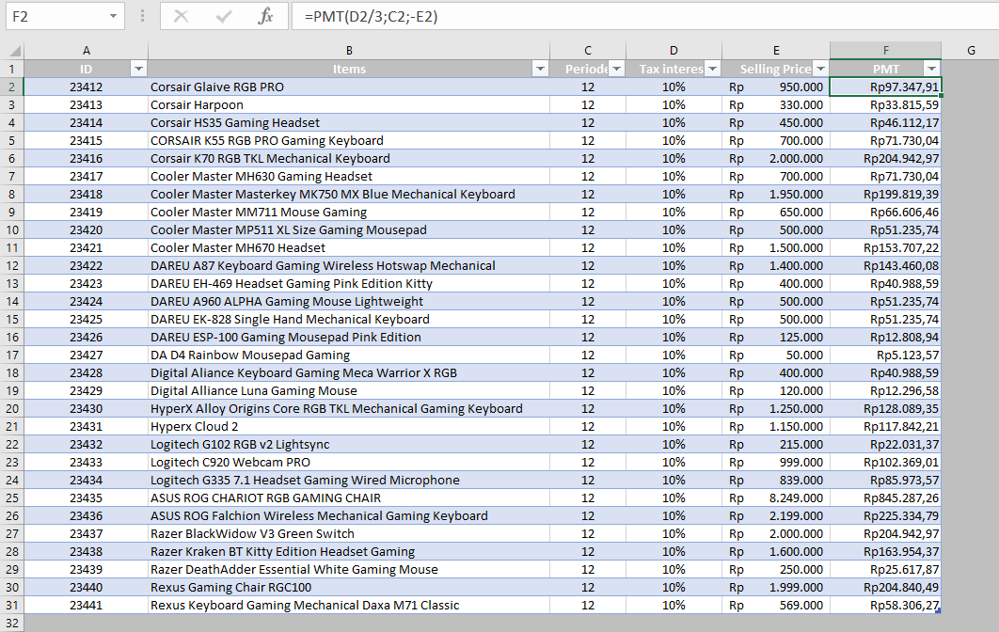 F2 fx =PMT(D2/3;C2;-E2)
A B C D E F G
1 ID Items Periode Tax interes Selling Price PMT
2 23412 Corsair Glaive RGB PRO 12 10% Rp 950.000 Rp97.347,91
3 23413 Corsair Harpoon 12 10% Rp 330.000 Rp33.815,59
4 23414 Corsair HS35 Gaming Headset 12 10% Rp 450.000 Rp46.112,17
5 23415 CORSAIR K55 RGB PRO Gaming Keyboard 12 10% Rp 700.000 Rp71.730,04
6 23416 Corsair K70 RGB TKL Mechanical Keyboard 12 10% Rp 2.000.000 Rp204.942,97
7 23417 Cooler Master MH630 Gaming Headset 12 10% Rp 700.000 Rp71.730,04
8 23418 Cooler Master Masterkey MK750 MX Blue Mechanical Keyboard 12 10% Rp 1.950.000 Rp199.819,39
9 23419 Cooler Master MM711 Mouse Gaming 12 10% Rp 650.000 Rp66.606,46
10 23420 Cooler Master MP511 XL Size Gaming Mousepad 12 10% Rp 500.000 Rp51.235,74
11 23421 Cooler Master MH670 Headset 12 10% Rp 1.500.000 Rp153.707,22
12 23422 DAREU A87 Keyboard Gaming Wireless Hotswap Mechanical 12 10% Rp 1.400.000 Rp143.460,08
13 23423 DAREU EH-469 Headset Gaming Pink Edition Kitty 12 10% Rp 400.000 Rp40.988,59
14 23424 DAREU A960 ALPHA Gaming Mouse Lightweight 12 10% Rp 500.000 Rp51.235,74
15 23425 DAREU EK-828 Single Hand Mechanical Keyboard 12 10% Rp 500.000 Rp51.235,74
16 23426 DAREU ESP-100 Gaming Mousepad Pink Edition 12 10% Rp 125.000 Rp12.808,94
17 23427 DA D4 Rainbow Mousepad Gaming 12 10% Rp 50.000 Rp5.123,57
18 23428 Digital Aliance Keyboard Gaming Meca Warrior X RGB 12 10% Rp 400.000 Rp40.988,59
19 23429 Digital Alliance Luna Gaming Mouse 12 10% Rp 120.000 Rp12.296,58
20 23430 HyperX Alloy Origins Core RGB TKL Mechanical Gaming Keyboard 12 10% Rp 1.250.000 Rp128.089,35
21 23431 Hyperx Cloud 2 12 10% Rp 1.150.000 Rp117.842,21
22 23432 Logitech G102 RGB v2 Lightsync 12 10% Rp 215.000 Rp22.031,37
23 23433 Logitech C920 Webcam PRO 12 10% Rp 999.000 Rp102.369,01
24 23434 Logitech G335 7.1 Headset Gaming Wired Microphone 12 10% Rp 839.000 Rp85.973,57
25 23435 ASUS ROG CHARIOT RGB GAMING CHAIR 12 10% Rp 8.249.000 Rp845.287,26
26 23436 ASUS ROG Falchion Wireless Mechanical Gaming Keyboard 12 10% Rp 2.199.000 Rp225.334,79
27 23437 Razer BlackWidow V3 Green Switch 12 10% Rp 2.000.000 Rp204.942,97
28 23438 Razer Kraken BT Kitty Edition Headset Gaming 12 10% Rp 1.600.000 Rp163.954,37
29 23439 Razer DeathAdder Essential White Gaming Mouse 12 10% Rp 250.000 Rp25.617,87
30 23440 Rexus Gaming Chair RGC100 12 10% Rp 1.999.000 Rp204.840,49
31 23441 Rexus Keyboard Gaming Mechanical Daxa M71 Classic 12 10% Rp 569.000 Rp58.306,27
32